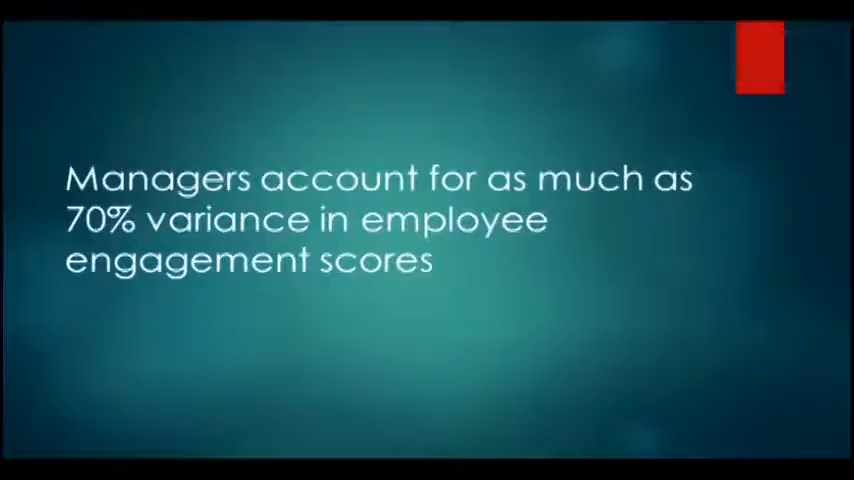 Managers account for as much as
70% variance in employee
engagement scores